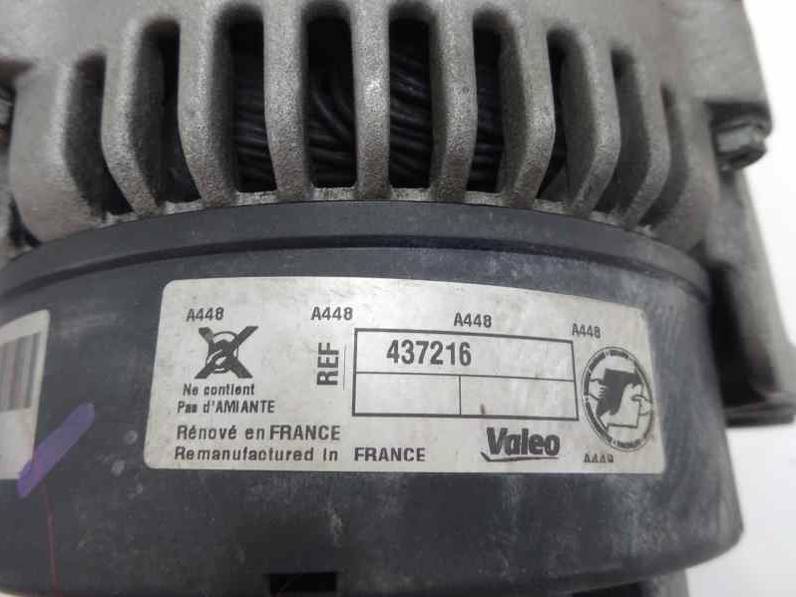 A448 A448 A448 A448
REF 437216
Ne contient
Pas d'AMIANTE
Rénové en FRANCE
Remanufactured In FRANCE
Valeo